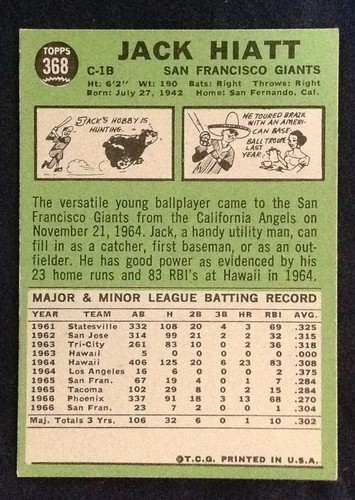 TOPPS
368
JACK HIATT
C-1B SAN FRANCISCO GIANTS
Ht: 6'2" Wt: 190 Bats: Right Throws: Right
Born: July 27, 1942 Home: San Fernando, Cal.
JACK'S HOBBY IS
HUNTING.
HE TOURED BRAZIL
WITH AN AMERI-
CAN BASE
BALL TROUPE
LAST
YEAR.
The versatile young ballplayer came to the San
Francisco Giants from the California Angels on
November 21, 1964. Jack, a handy utility man, can
fill in as a catcher, first baseman, or as an out-
fielder. He has good power as evidenced by his
23 home runs and 83 RBI's at Hawaii in 1964.
MAJOR & MINOR LEAGUE BATTING RECORD
YEAR TEAM AB H 2B 3B HR RBI AVG.
1961 Statesville 332 108 20 4 3 69 .325
1962 San Jose 314 99 21 2 2 32 .315
1963 Tri-City 261 83 10 0 2 36 .318
1963 Hawaii 5 0 0 0 0 0 .000
1964 Hawaii 406 125 20 6 23 83 .308
1964 Los Angeles 16 6 0 0 0 2 .375
1965 San Fran. 67 19 4 0 1 7 .284
1965 Tacoma 102 29 8 0 2 15 .284
1966 Phoenix 337 91 18 3 13 68 .270
1966 San Fran. 23 7 2 0 0 1 .304
Maj. Totals 3 Yrs. 106 32 6 0 1 10 .302
©T.C.G. PRINTED IN U.S.A.